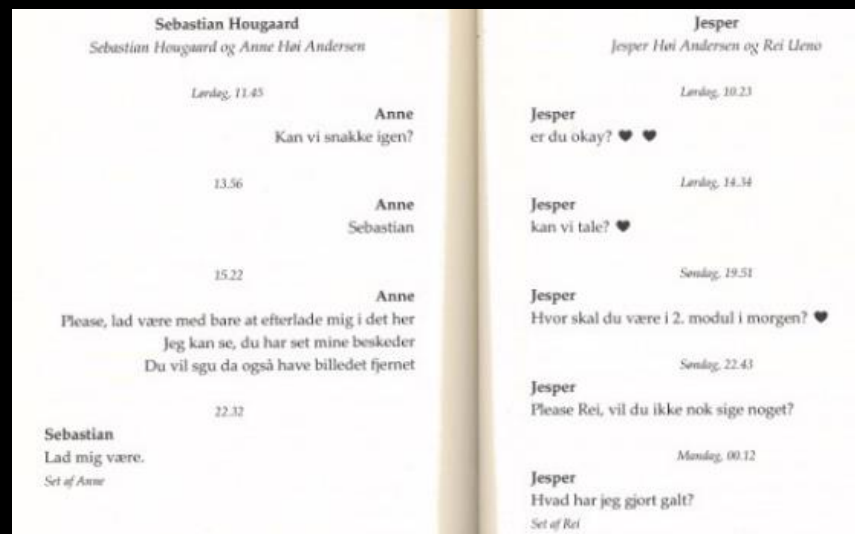 Sebastian Hougaard
Sebastian Hougaard og Anne Høi Andersen
Lørdag, 11.45
Anne
Kan vi snakke igen?
13.56
Anne
Sebastian
15.22
Anne
Please, lad være med bare at efterlade mig i det her
Jeg kan se, du har set mine beskeder
Du vil sgu da også have billedet fjernet
22.32
Sebastian
Lad mig være.
Set af Anne
Jesper
Jesper Høi Andersen og Rei Ueno
Lørdag, 10.23
Jesper
er du okay? ♥ ♥
Lørdag, 14.34
Jesper
kan vi tale? ♥
Søndag, 19.51
Jesper
Hvor skal du være i 2. modul i morgen? ♥
Søndag, 22.43
Jesper
Please Rei, vil du ikke nok sige noget?
Mandag, 00.12
Jesper
Hvad har jeg gjort galt?
Set af Rei